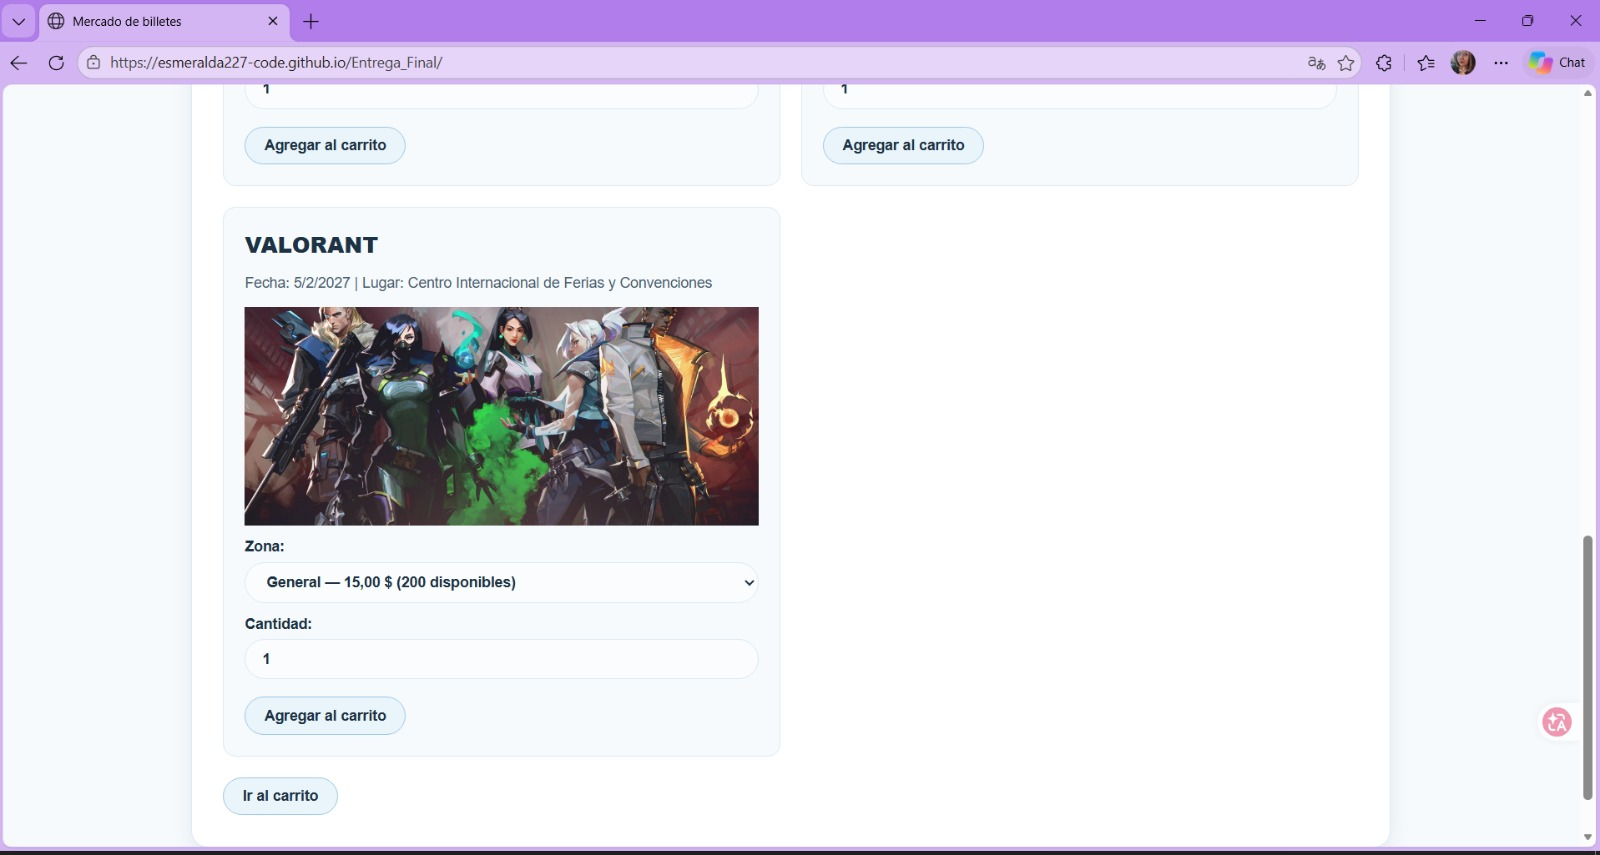 Mercado de billetes
https://esmeralda227-code.github.io/Entrega_Final/
Chat
1
1
Agregar al carrito
Agregar al carrito
VALORANT
Fecha: 5/2/2027 | Lugar: Centro Internacional de Ferias y Convenciones
Zona:
General — 15,00 $ (200 disponibles)
Cantidad:
1
Agregar al carrito
Ir al carrito